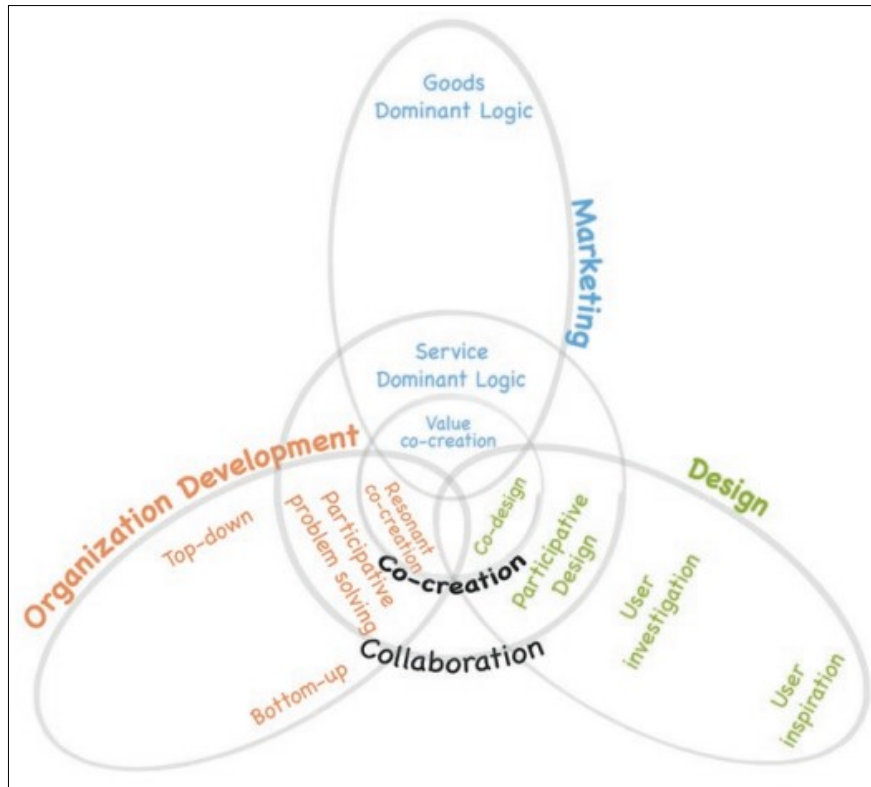 Goods
Dominant Logic
Marketing
Service
Dominant Logic
Value
co-creation
Organization Development
Top-down
Participative
problem solving
Resonant
co-creation
Bottom-up
Design
Co-design
Participative
Design
User
investigation
User
inspiration
Co-creation
Collaboration